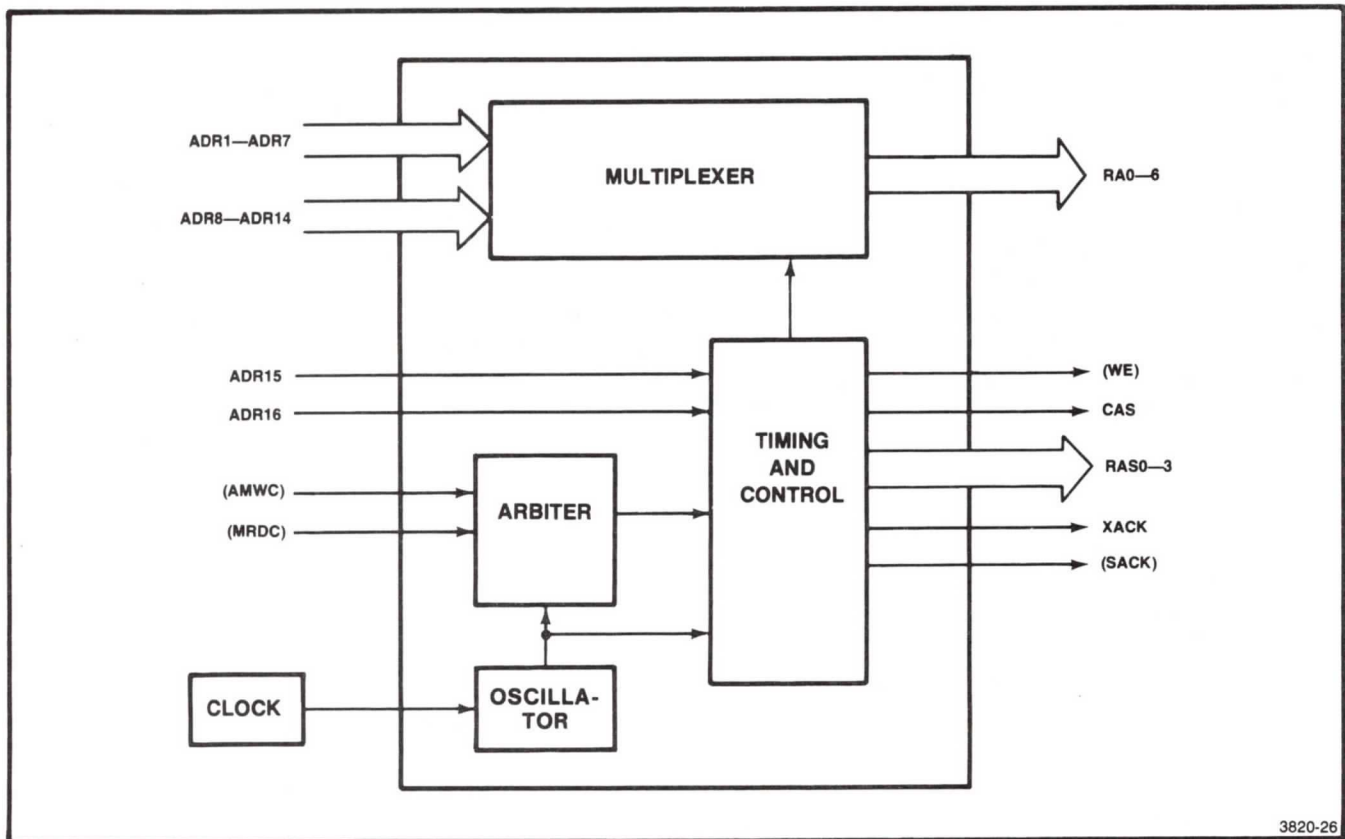 ADR1—ADR7
MULTIPLEXER
RA0—6
ADR8—ADR14
ADR15
(WE)
ADR16
CAS
TIMING
AND
CONTROL
RAS0—3
(AMWC)
ARBITER
(MRDC)
XACK
(SACK)
CLOCK
OSCILLA-
TOR
3820-26